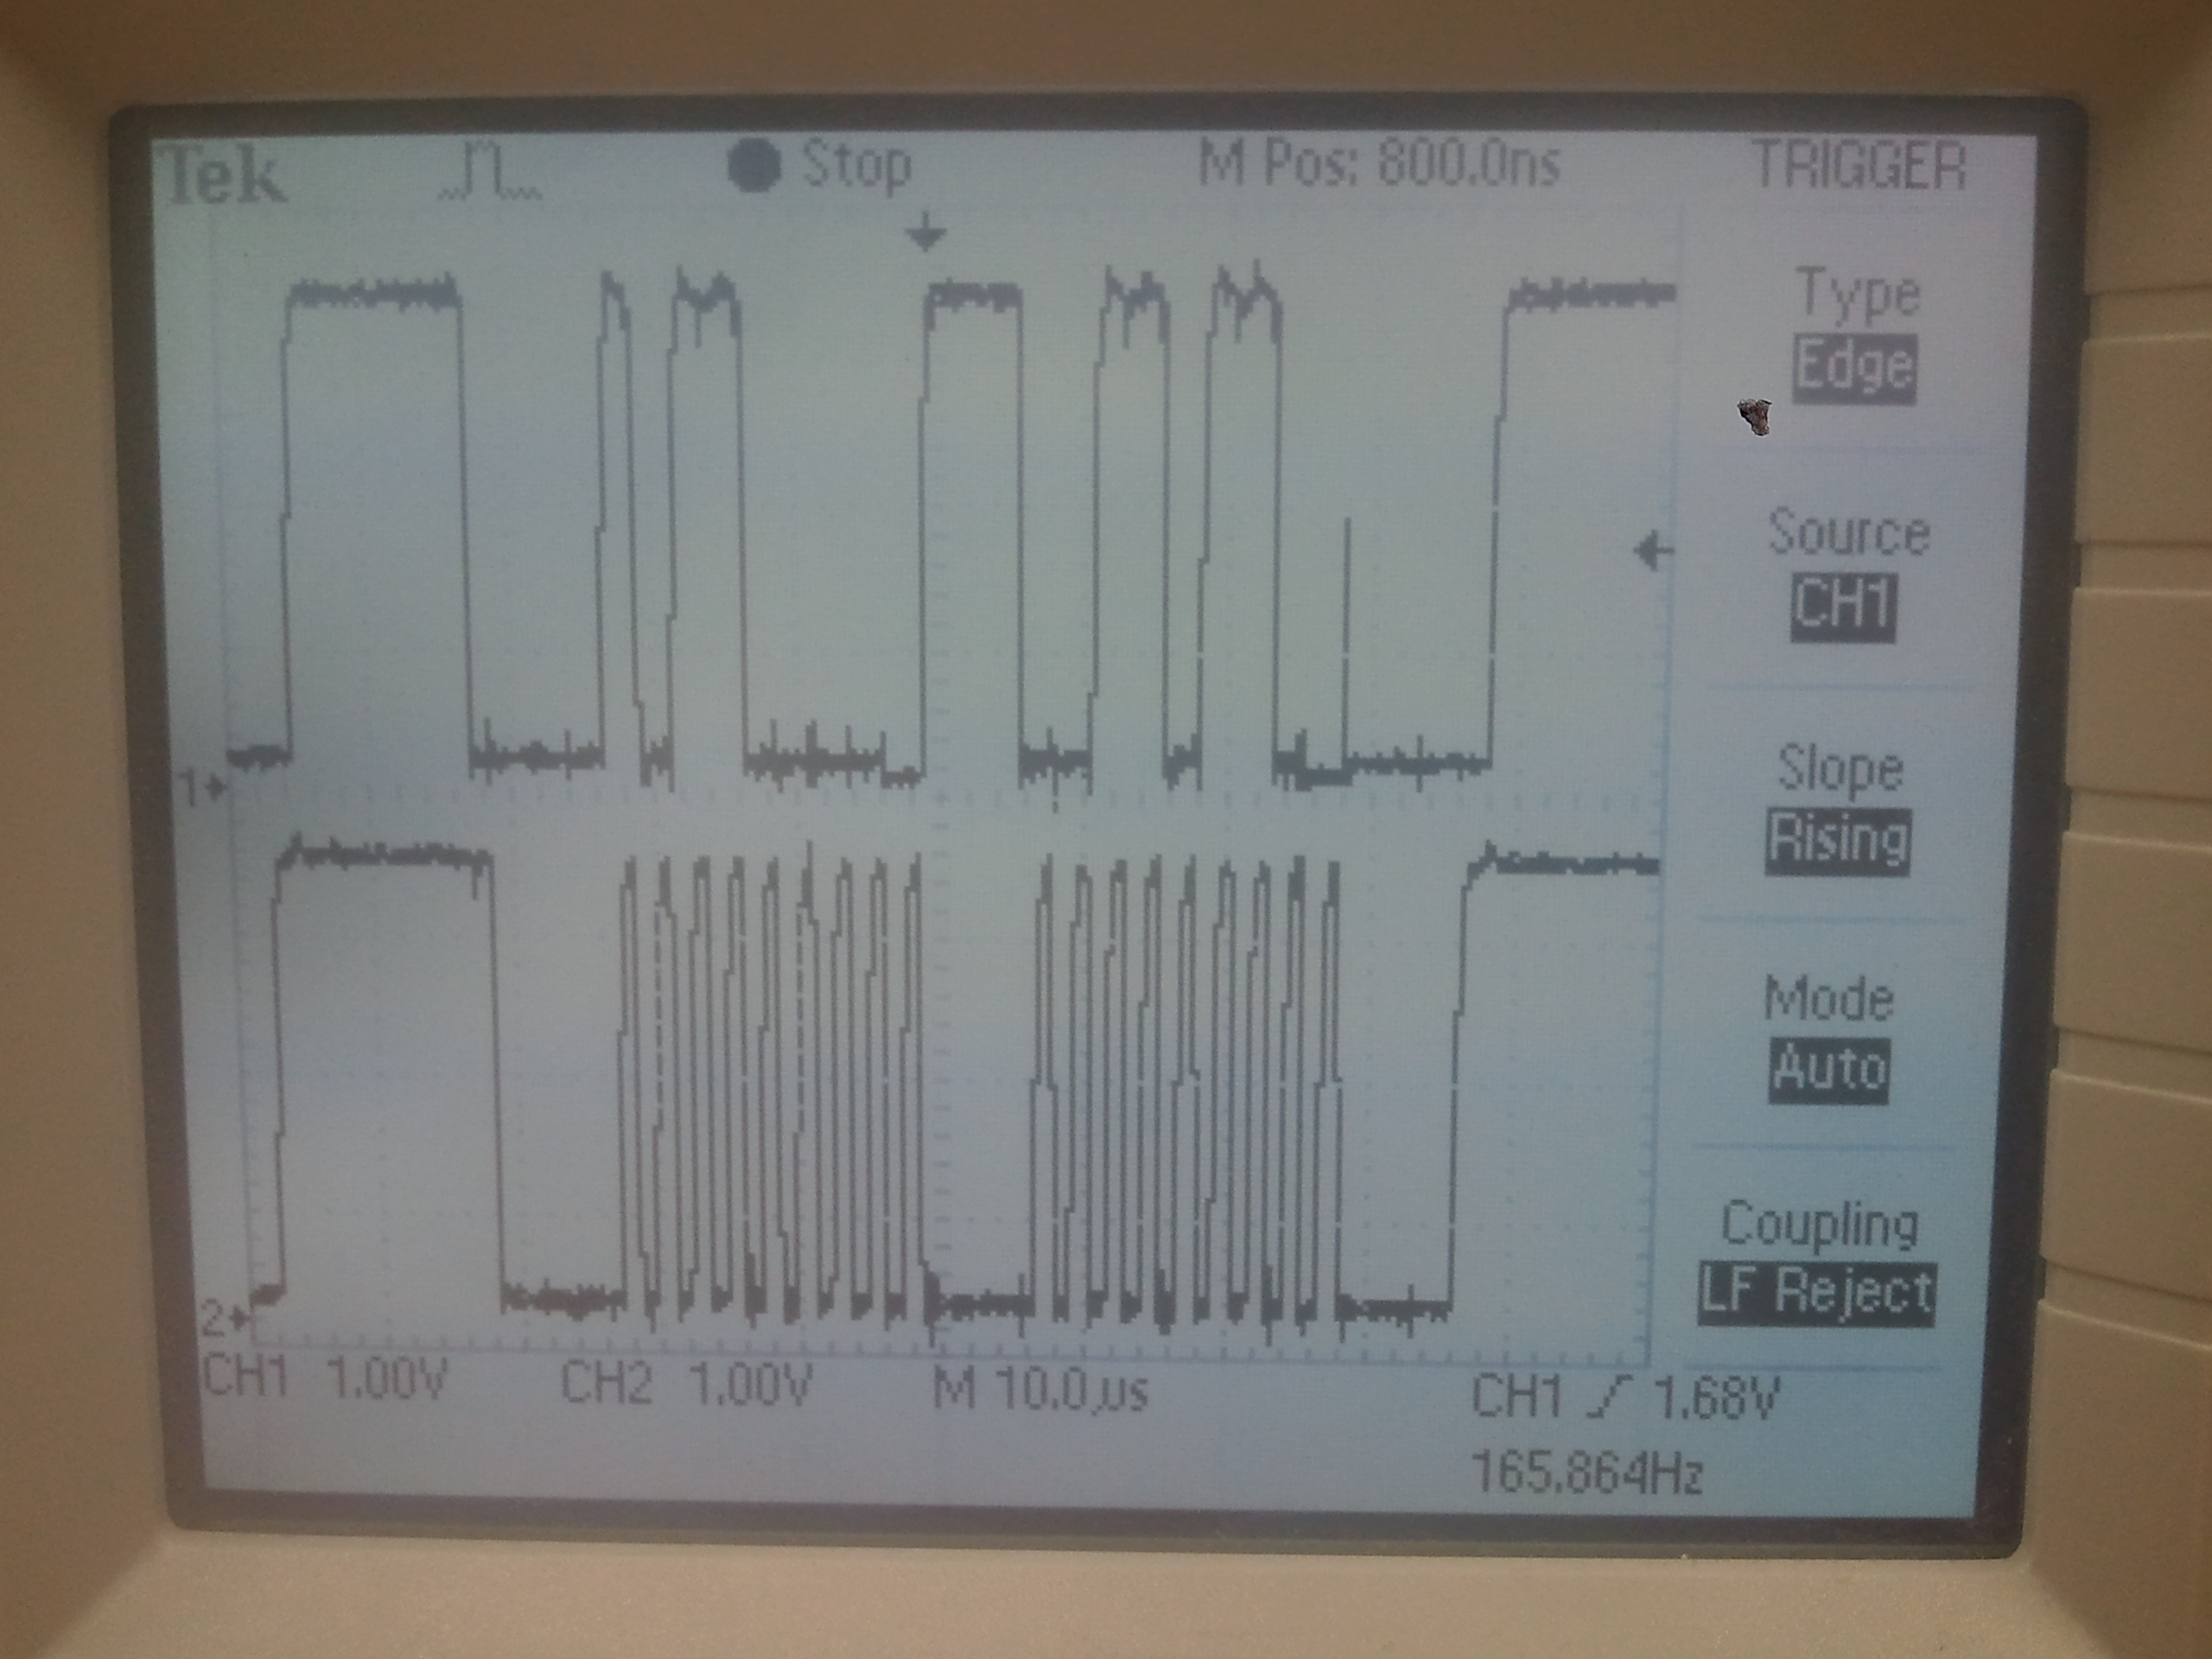 Tek Stop M Pos: 800.0ns TRIGGER
Type
Edge
Source
CH1
Slope
Rising
Mode
Auto
Coupling
LF Reject
1
2
CH1 1.00V CH2 1.00V M 10.0µs CH1 1.68V
165.864Hz